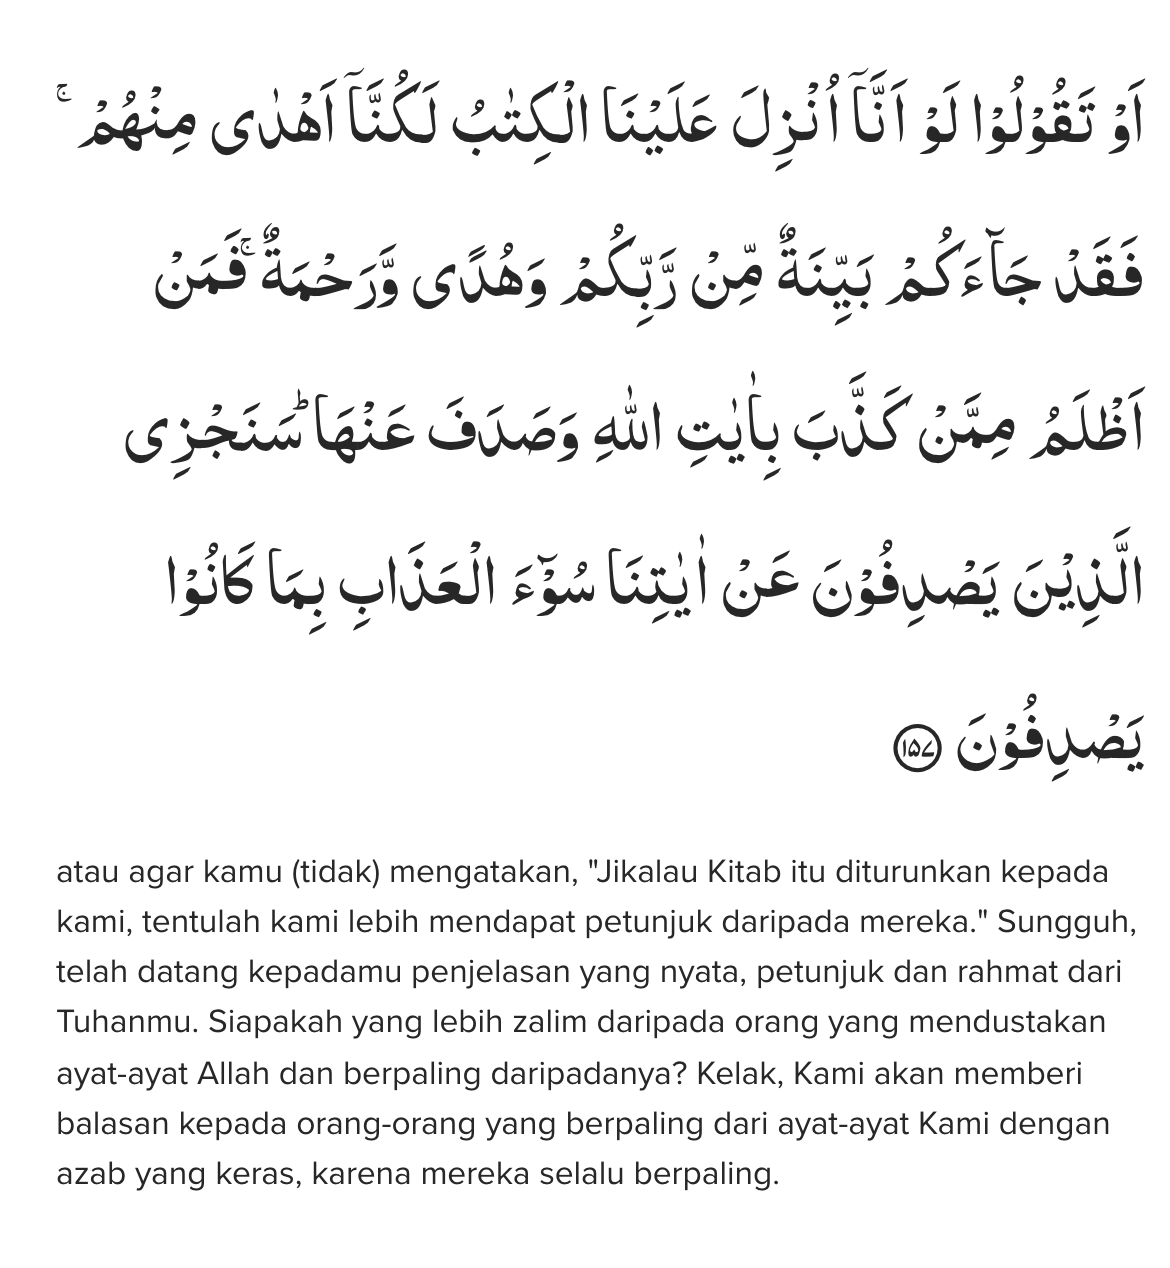 اَوْ تَقُوْلُوْا لَوْ اَنَّآ اُنْزِلَ عَلَيْنَا الْكِتٰبُ لَكُنَّآ اَهْدٰى مِنْهُمْ ۚ
فَقَدْ جَاۤءَكُمْ بَيِّنَةٌ مِّنْ رَّبِّكُمْ وَهُدًى وَّرَحْمَةٌ ۚفَمَنْ
اَظْلَمُ مِمَّنْ كَذَّبَ بِاٰيٰتِ اللّٰهِ وَصَدَفَ عَنْهَا ۗسَنَجْزِى
الَّذِيْنَ يَصْدِفُوْنَ عَنْ اٰيٰتِنَا سُوْۤءَ الْعَذَابِ بِمَا كَانُوْا
يَصْدِفُوْنَ ۱۵۷
atau agar kamu (tidak) mengatakan, "Jikalau Kitab itu diturunkan kepada
kami, tentulah kami lebih mendapat petunjuk daripada mereka." Sungguh,
telah datang kepadamu penjelasan yang nyata, petunjuk dan rahmat dari
Tuhanmu. Siapakah yang lebih zalim daripada orang yang mendustakan
ayat-ayat Allah dan berpaling daripadanya? Kelak, Kami akan memberi
balasan kepada orang-orang yang berpaling dari ayat-ayat Kami dengan
azab yang keras, karena mereka selalu berpaling.